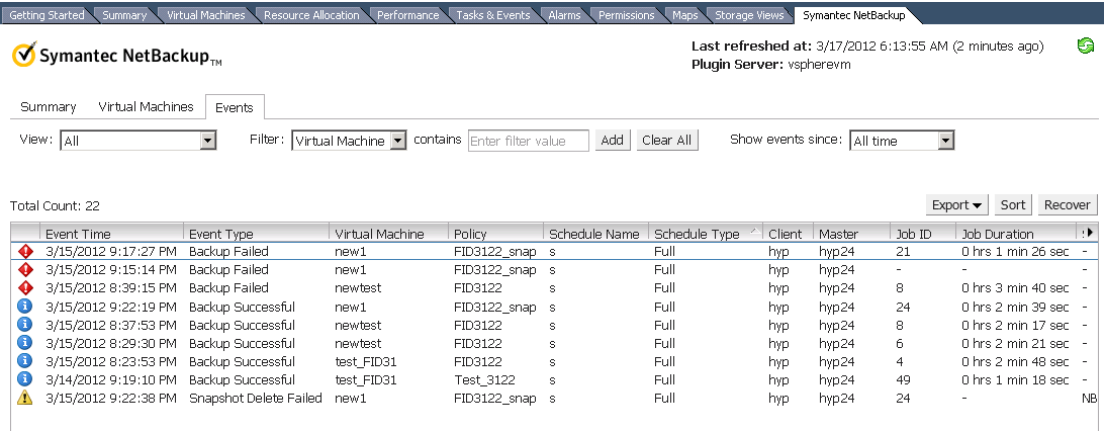 Getting Started Summary Virtual Machines Resource Allocation Performance Tasks & Events Alarms Permissions Maps Storage Views Symantec NetBackup
Symantec NetBackup TM
Last refreshed at: 3/17/2012 6:13:55 AM (2 minutes ago)
Plugin Server: vspherevm
Summary Virtual Machines Events
View: All Filter: Virtual Machine contains Enter filter value Add Clear All Show events since: All time
Total Count: 22 Export Sort Recover
Event Time Event Type Virtual Machine Policy Schedule Name Schedule Type Client Master Job ID Job Duration
3/15/2012 9:17:27 PM Backup Failed new1 FID3122_snap s Full hyp hyp24 21 0 hrs 1 min 26 sec -
3/15/2012 9:15:14 PM Backup Failed new1 FID3122_snap s Full hyp hyp24 - - -
3/15/2012 8:39:15 PM Backup Failed newtest FID3122 s Full hyp hyp24 8 0 hrs 3 min 40 sec -
3/15/2012 9:22:19 PM Backup Successful new1 FID3122_snap s Full hyp hyp24 24 0 hrs 2 min 39 sec -
3/15/2012 8:37:53 PM Backup Successful newtest FID3122 s Full hyp hyp24 8 0 hrs 2 min 17 sec -
3/15/2012 8:29:30 PM Backup Successful newtest FID3122 s Full hyp hyp24 6 0 hrs 2 min 21 sec -
3/15/2012 8:23:53 PM Backup Successful test_FID31 FID3122 s Full hyp hyp24 4 0 hrs 2 min 48 sec -
3/14/2012 9:19:10 PM Backup Successful test_FID31 Test_3122 s Full hyp hyp24 49 0 hrs 1 min 18 sec -
3/15/2012 9:22:38 PM Snapshot Delete Failed new1 FID3122_snap s Full hyp hyp24 24 - NB